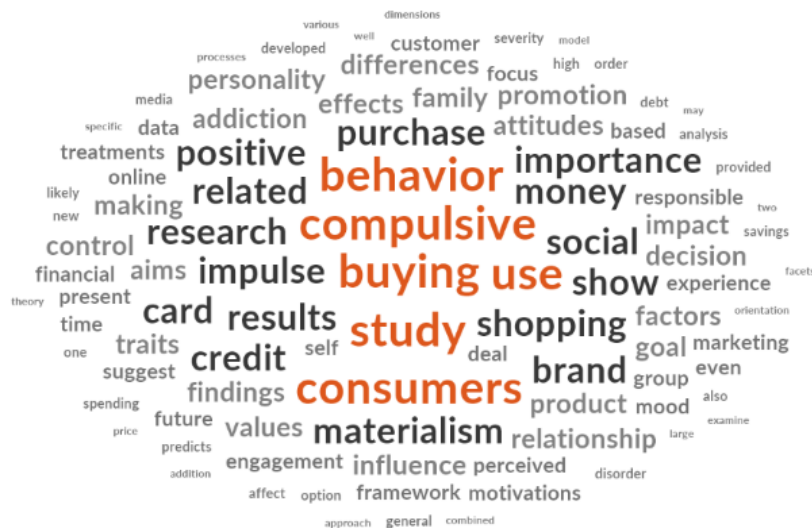 dimensions
various well customer severity model
processes developed differences focus high order
personality effects family promotion debt
media addiction purchase attitudes based analysis may
specific data positive behavior importance provided
treatments online related money responsible two
likely making compulsive social impact savings
new research decision
control impulse buying use show experience facets
financial aims
theory present card results study shopping factors orientation
time traits credit self deal brand goal marketing
one suggest group even
spending findings consumers product mood also
price future values materialism relationship large examine
predicts engagement influence perceived disorder
addition affect option framework motivations
approach general combined